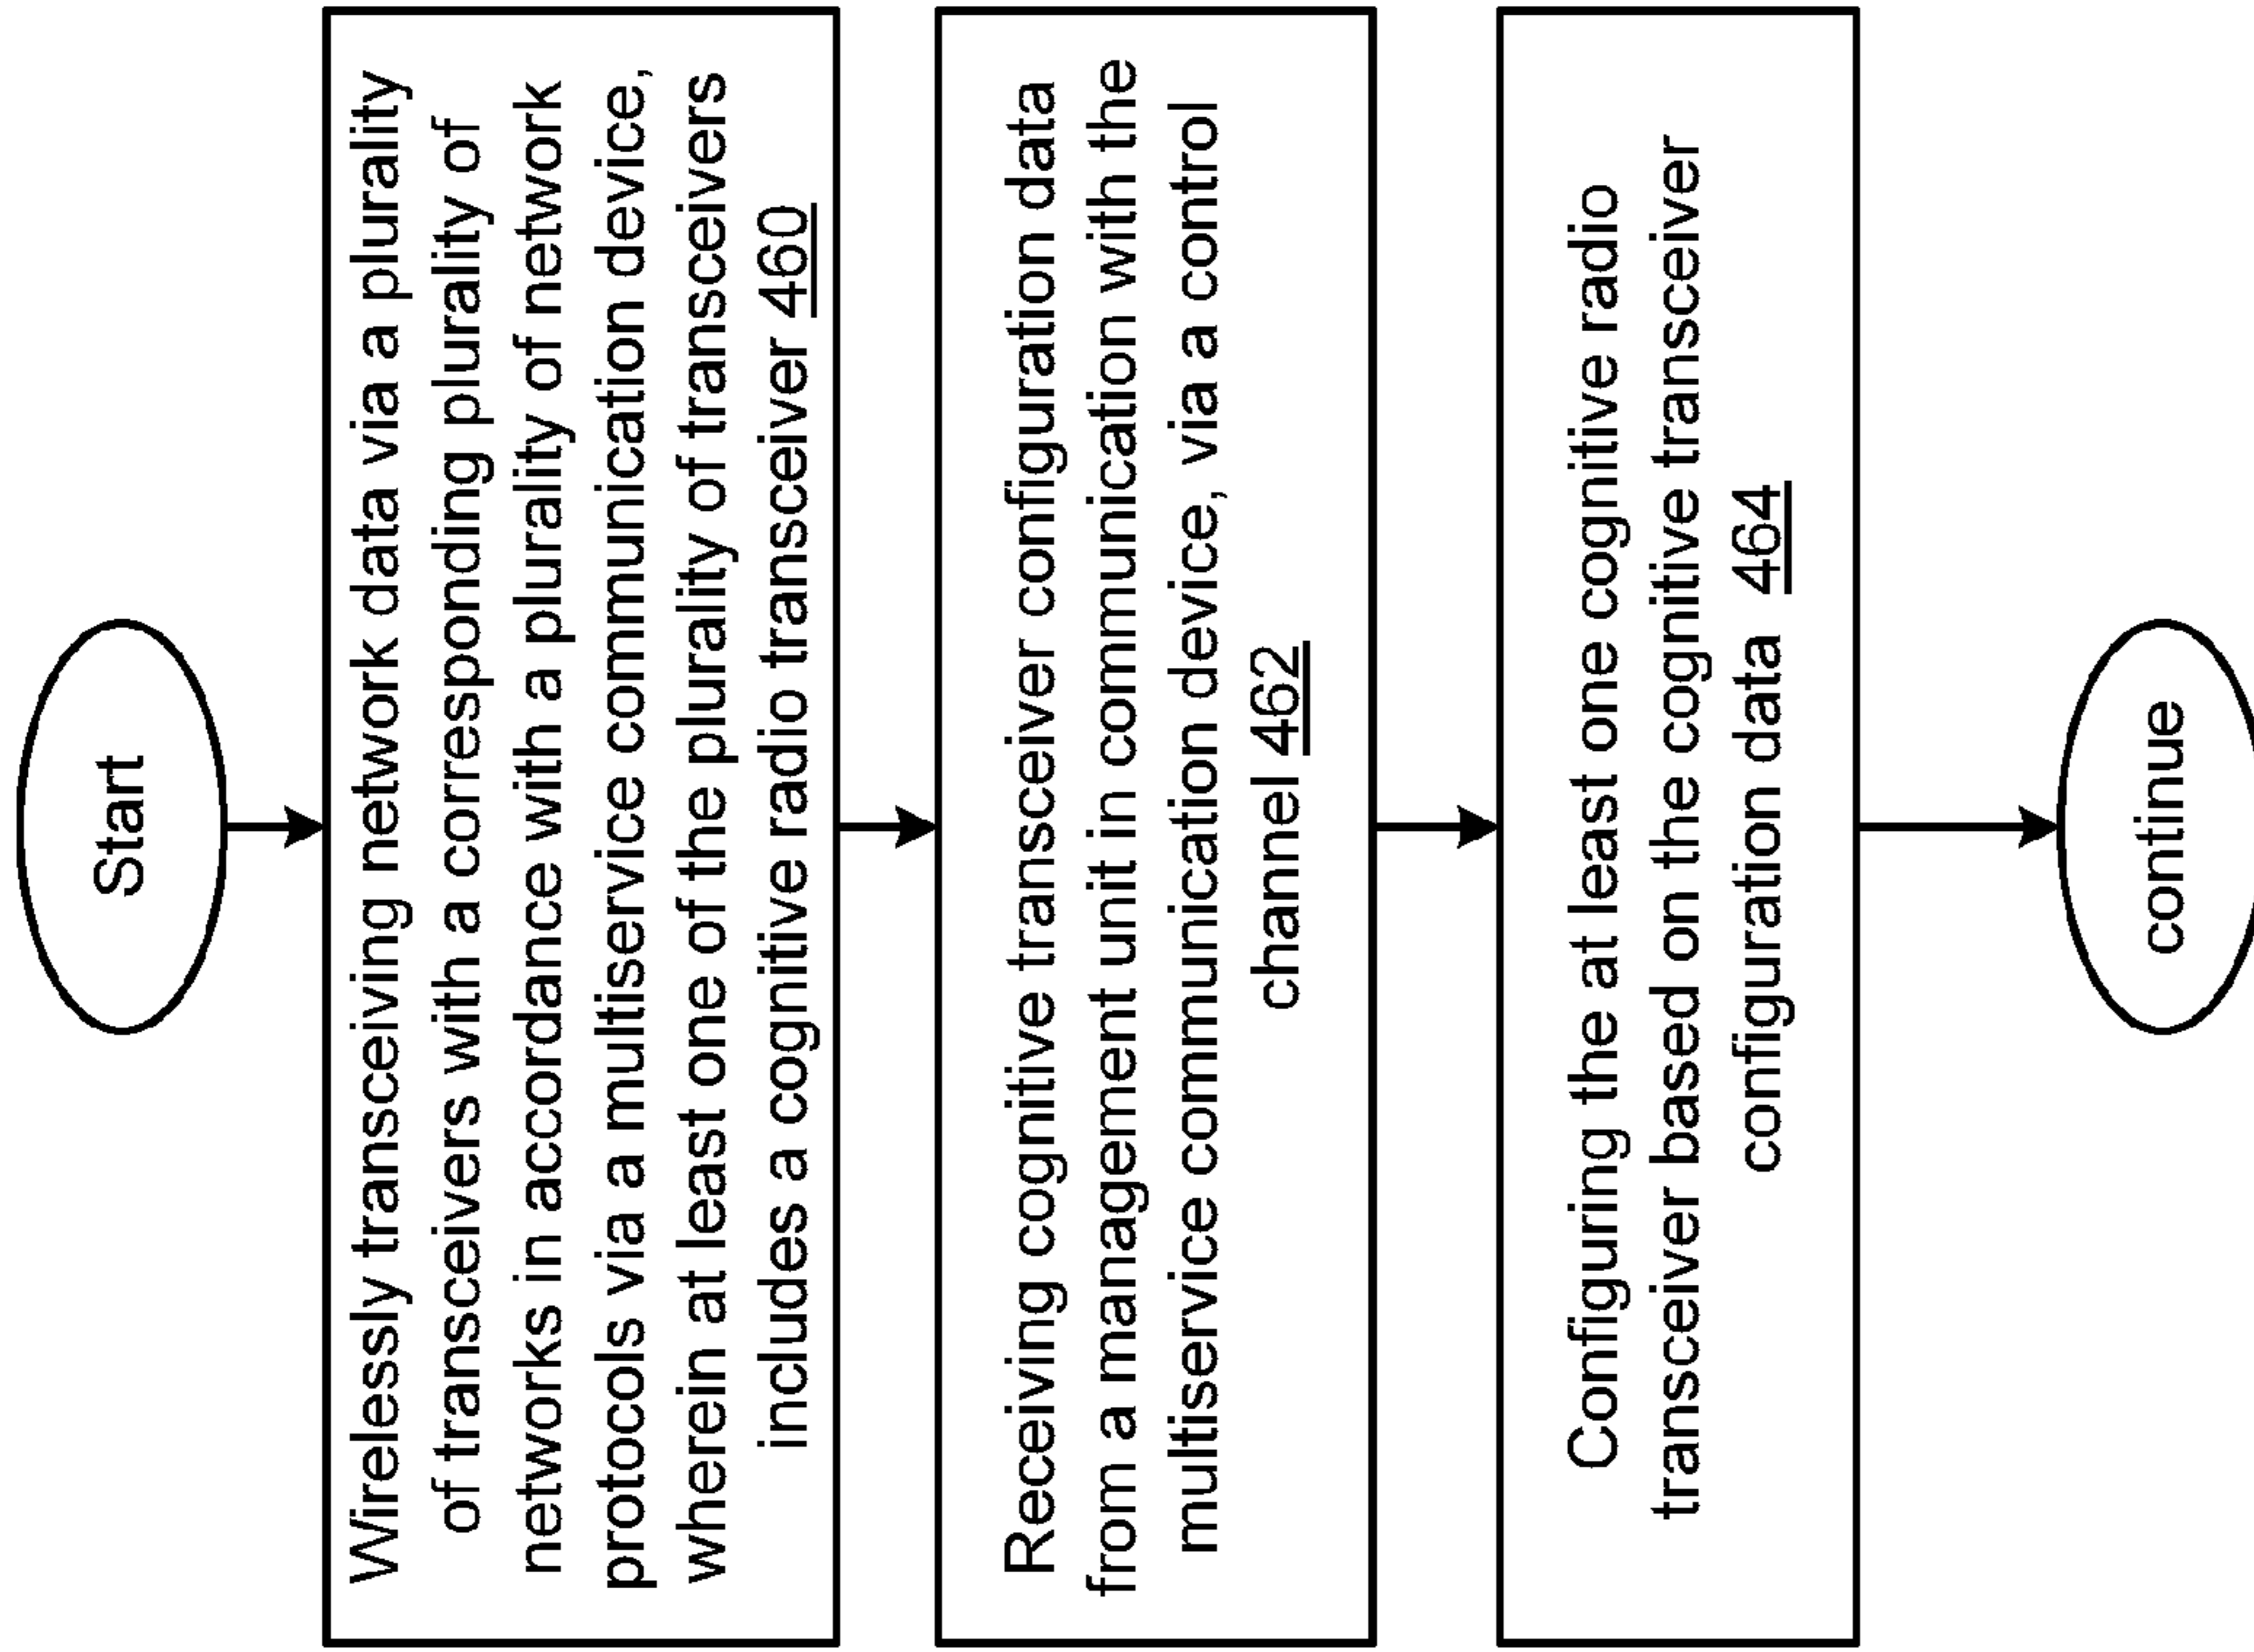 Start
Wirelessly transceiving network data via a plurality
of transceivers with a corresponding plurality of
networks in accordance with a plurality of network
protocols via a multiservice communication device,
wherein at least one of the plurality of transceivers
includes a cognitive radio transceiver 460
Receiving cognitive transceiver configuration data
from a management unit in communication with the
multiservice communication device, via a control
channel 462
Configuring the at least one cognitive radio
transceiver based on the cognitive transceiver
configuration data 464
continue